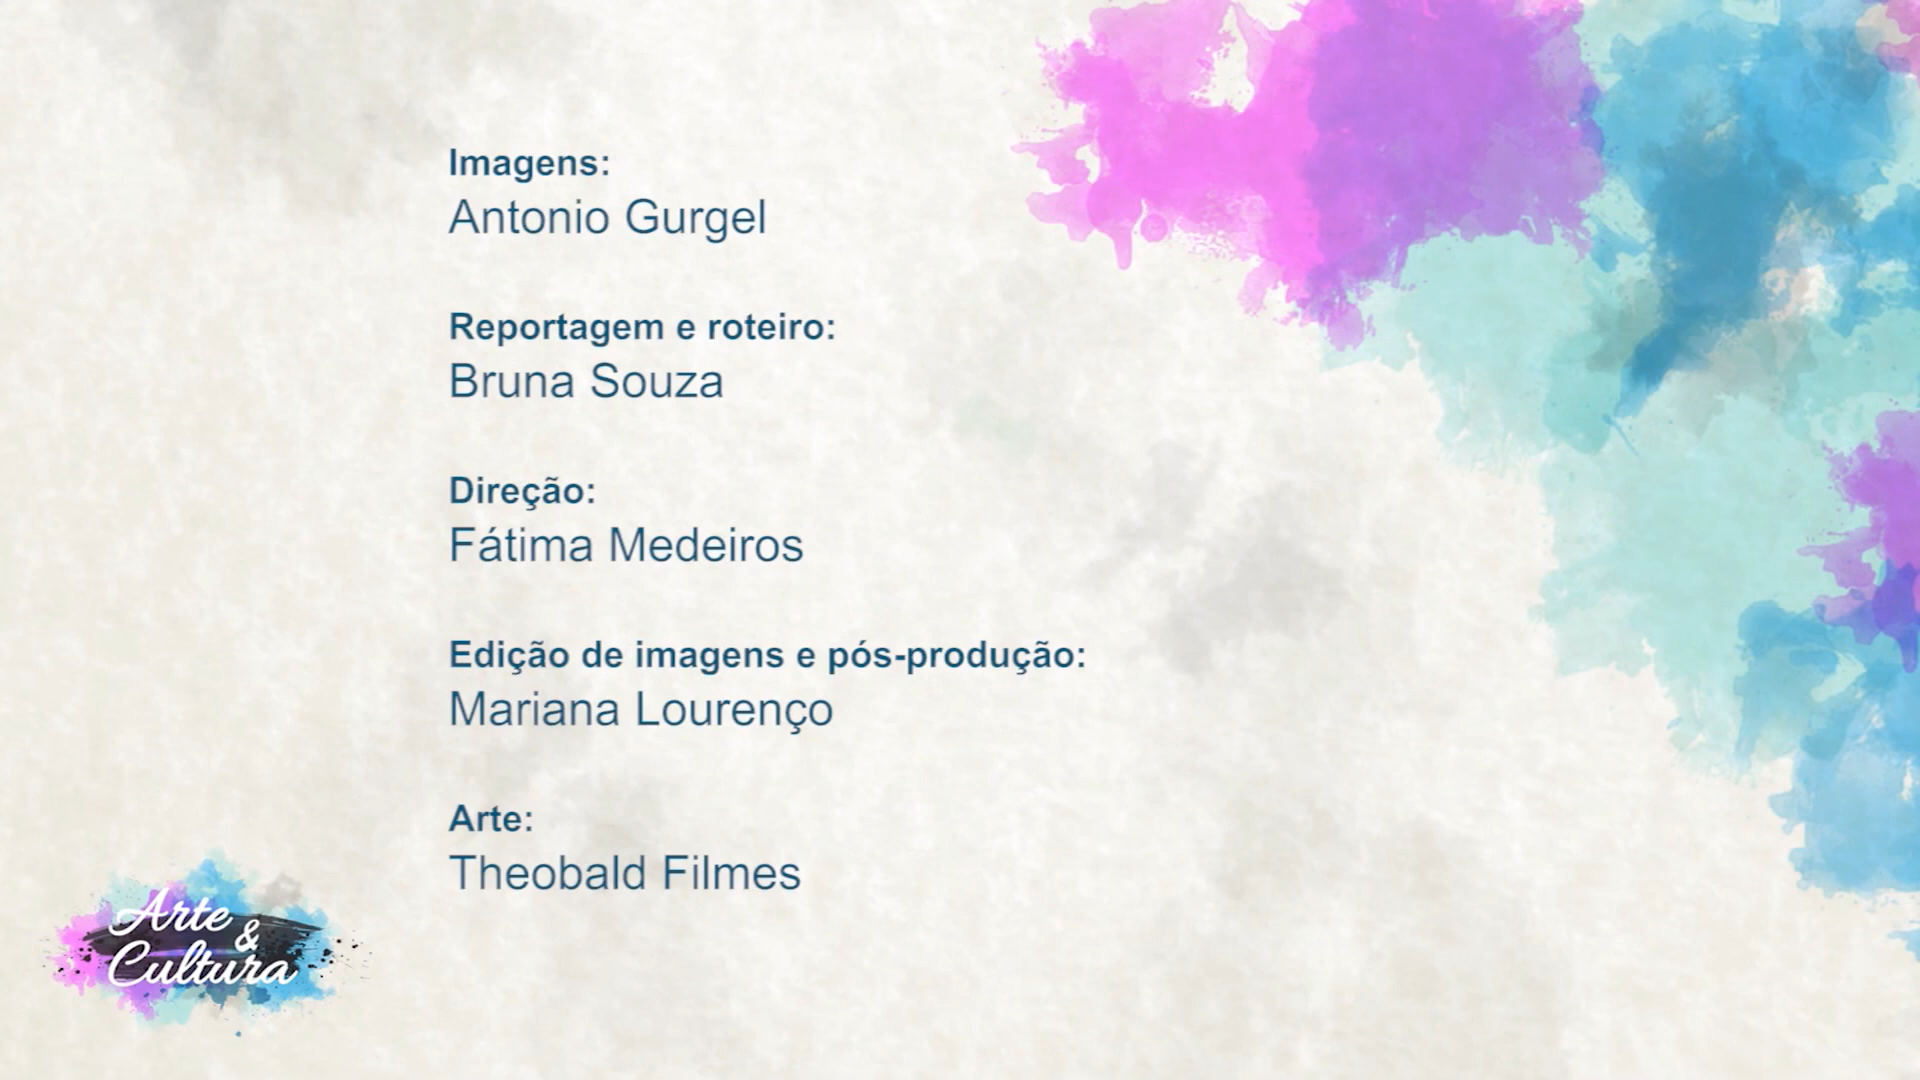 Imagens:
Antonio Gurgel
Reportagem e roteiro:
Bruna Souza
Direção:
Fátima Medeiros
Edição de imagens e pós-produção:
Mariana Lourenço
Arte:
Theobald Filmes
Arte &
Cultura